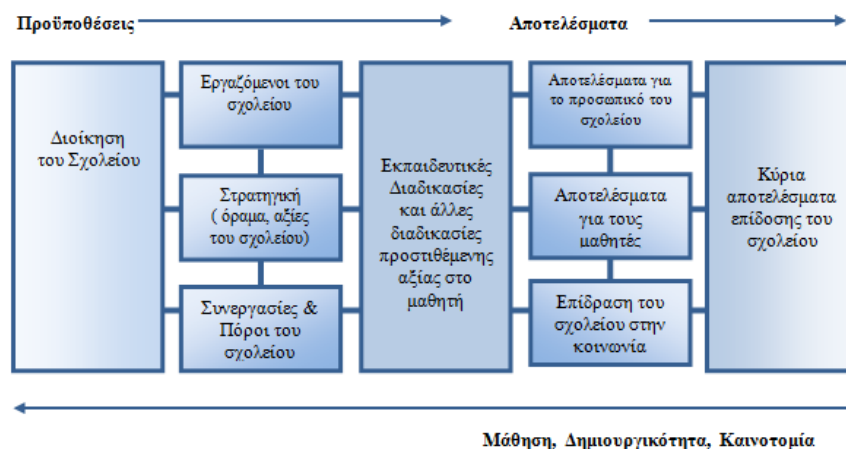 Προϋποθέσεις
Αποτελέσματα
Διοίκηση
του Σχολείου
Εργαζόμενοι του
σχολείου
Στρατηγική
( όραμα, αξίες
του σχολείου)
Συνεργασίες &
Πόροι του
σχολείου
Εκπαιδευτικές
Διαδικασίες
και άλλες
διαδικασίες
προστιθέμενης
αξίας στο
μαθητή
Αποτελέσματα για
το προσωπικό του
σχολείου
Αποτελέσματα
για τους
μαθητές
Επίδραση του
σχολείου στην
κοινωνία
Κύρια
αποτελέσματα
επίδοσης του
σχολείου
Μάθηση, Δημιουργικότητα, Καινοτομία